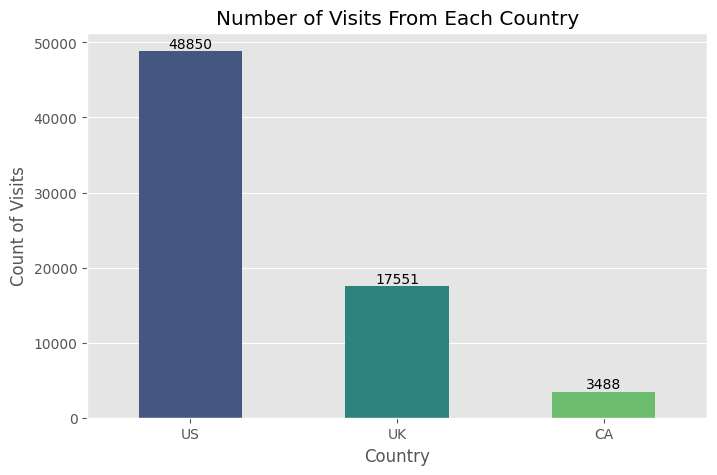 Number of Visits From Each Country
50000
40000
30000
20000
10000
0
Count of Visits
48850
17551
3488
US
UK
CA
Country